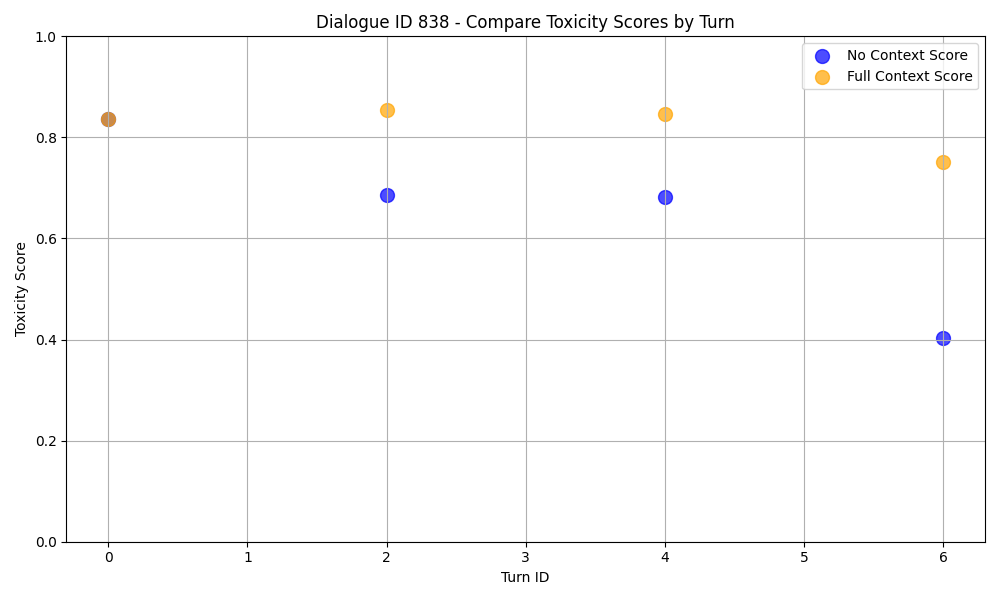 Dialogue ID 838 - Compare Toxicity Scores by Turn
No Context Score
Full Context Score
Toxicity Score
1.0
0.8
0.6
0.4
0.2
0.0
0 1 2 3 4 5 6
Turn ID